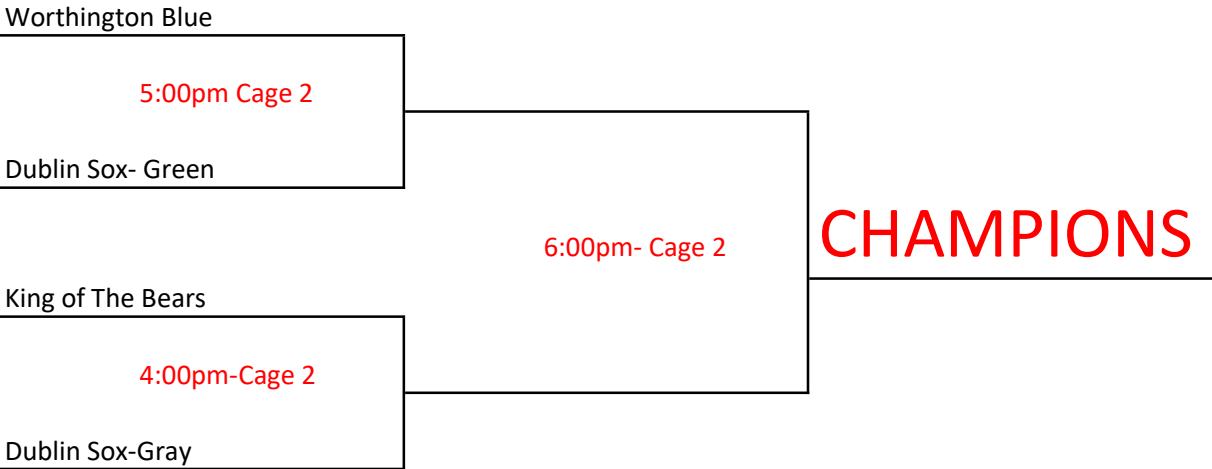 Worthington Blue
5:00pm Cage 2
Dublin Sox- Green
6:00pm- Cage 2
CHAMPIONS
King of The Bears
4:00pm-Cage 2
Dublin Sox-Gray